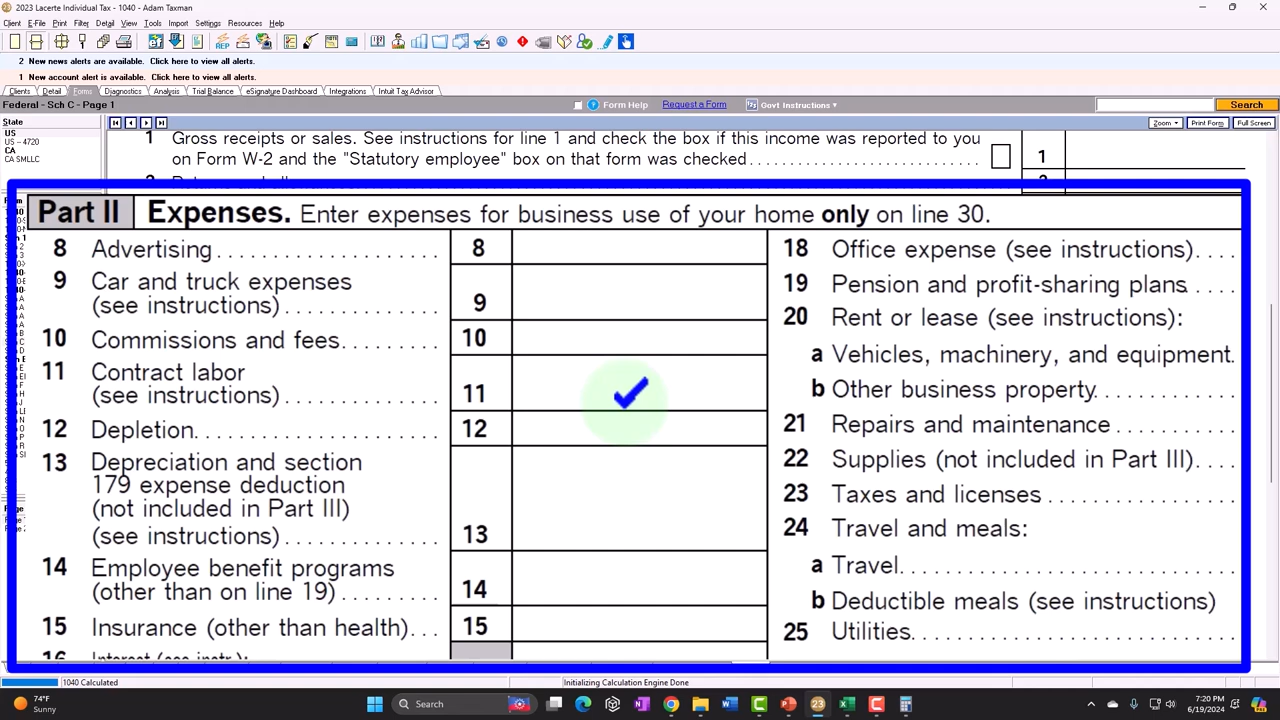 2023 Lacerte Individual Tax - 1040 - Adam Taxman
Client E-File Print Filter Detail View Tools Import Settings Resources Help
2 New news alerts are available. Click here to view all alerts.
1 New account alert is available. Click here to view all alerts.
Clients Detail Forms Diagnostics Analysis Trial Balance eSignature Dashboard Integrations Intuit Tax Advisor
Federal - Sch C - Page 1
Form Help Request a Form Govt Instructions Search
State
US
US - 4720
CA
CA SMLLC
Zoom Print Form Full Screen
1 Gross receipts or sales. See instructions for line 1 and check the box if this income was reported to you
on Form W-2 and the "Statutory employee" box on that form was checked 1
Part II Expenses. Enter expenses for business use of your home only on line 30.
8 Advertising 8
9 Car and truck expenses
(see instructions) 9
10 Commissions and fees 10
11 Contract labor
(see instructions) 11
12 Depletion 12
13 Depreciation and section
179 expense deduction
(not included in Part III)
(see instructions) 13
14 Employee benefit programs
(other than on line 19) 14
15 Insurance (other than health) 15
18 Office expense (see instructions)
19 Pension and profit-sharing plans
20 Rent or lease (see instructions):
a Vehicles, machinery, and equipment
b Other business property
21 Repairs and maintenance
22 Supplies (not included in Part III)
23 Taxes and licenses
24 Travel and meals:
a Travel
b Deductible meals (see instructions)
25 Utilities
1040 Calculated Initializing Calculation Engine Done
74°F
Sunny
Search
7:20 PM
6/19/2024